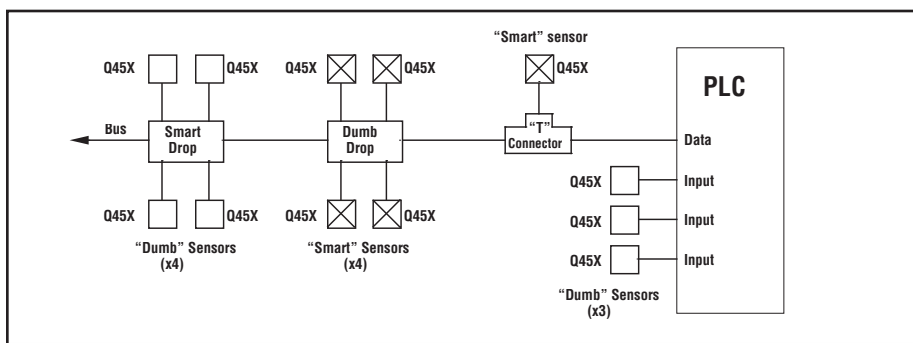 “Smart” sensor
Q45X Q45X Q45X Q45X Q45X
PLC
Bus
Smart
Drop
Dumb
Drop
“T”
Connector
Data
Q45X Input
Q45X Q45X Q45X Q45X
Q45X Input
“Dumb” Sensors
(x4)
“Smart” Sensors
(x4)
Q45X Input
“Dumb” Sensors
(x3)